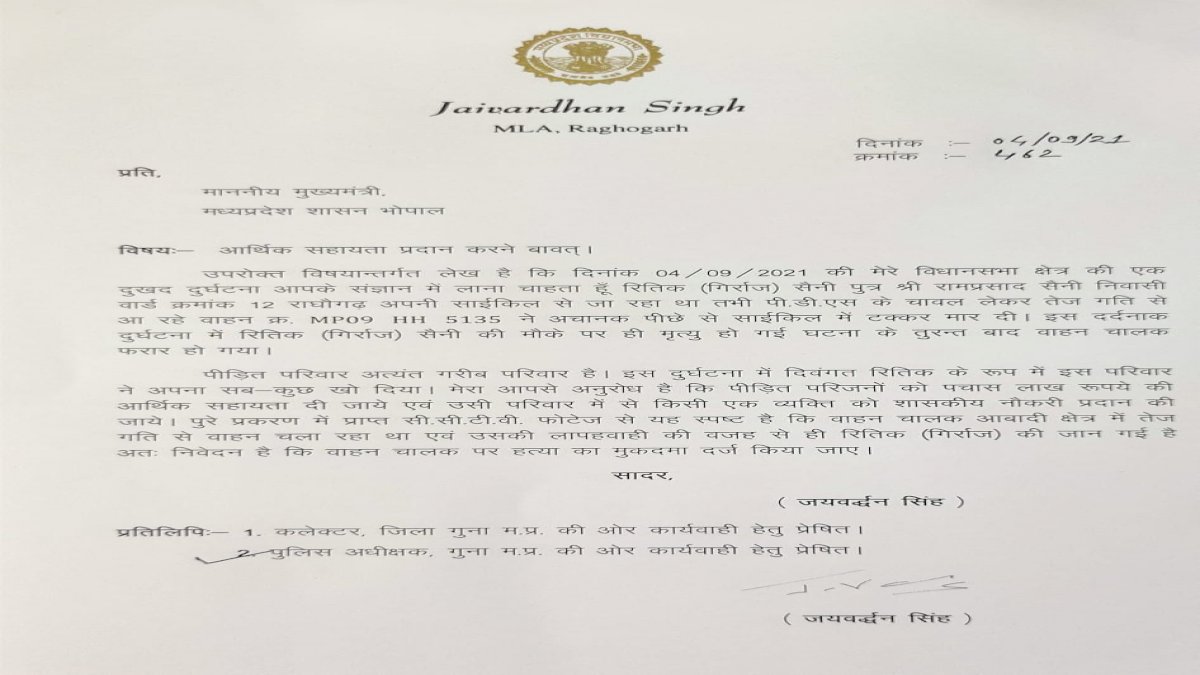 मध्यप्रदेश विधानसभा
Jaivardhan Singh
MLA, Raghogarh
दिनांक :– 04/09/21
क्रमांक :– 462
प्रति,
माननीय मुख्यमंत्री,
मध्यप्रदेश शासन भोपाल
विषयः– आर्थिक सहायता प्रदान करने बावत्।
उपरोक्त विषयान्तर्गत लेख है कि दिनांक 04/09/2021 की मेरे विधानसभा क्षेत्र की एक
दुखद दुर्घटना आपके संज्ञान में लाना चाहता हूँ रितिक (गिर्राज) सैनी पुत्र श्री रामप्रसाद सैनी निवासी
वार्ड क्रमांक 12 राघौगढ़ अपनी साईकिल से जा रहा था तभी पी.डी.एस के चावल लेकर तेज गति से
आ रहे वाहन क्र. MP09 HH 5135 ने अचानक पीछे से साईकिल में टक्कर मार दी। इस दर्दनाक
दुर्घटना में रितिक (गिर्राज) सैनी की मौके पर ही मृत्यु हो गई घटना के तुरन्त बाद वाहन चालक
फरार हो गया।
पीड़ित परिवार अत्यंत गरीब परिवार है। इस दुर्घटना में दिवंगत रितिक के रूप में इस परिवार
ने अपना सब–कुछ खो दिया। मेरा आपसे अनुरोध है कि पीड़ित परिजनों को पचास लाख रूपये की
आर्थिक सहायता दी जाये एवं उसी परिवार में से किसी एक व्यक्ति को शासकीय नौकरी प्रदान की
जाये। पुरे प्रकरण में प्राप्त सी.सी.टी.वी. फोटेज से यह स्पष्ट है कि वाहन चालक आबादी क्षेत्र में तेज
गति से वाहन चला रहा था एवं उसकी लापहवाही की वजह से ही रितिक (गिर्राज) की जान गई है
अतः निवेदन है कि वाहन चालक पर हत्या का मुकदमा दर्ज किया जाए।
सादर,
( जयवर्द्धन सिंह )
प्रतिलिपिः– 1. कलेक्टर, जिला गुना म.प्र. की ओर कार्यवाही हेतु प्रेषित।
2. पुलिस अधीक्षक, गुना म.प्र. की ओर कार्यवाही हेतु प्रेषित।
( जयवर्द्धन सिंह )